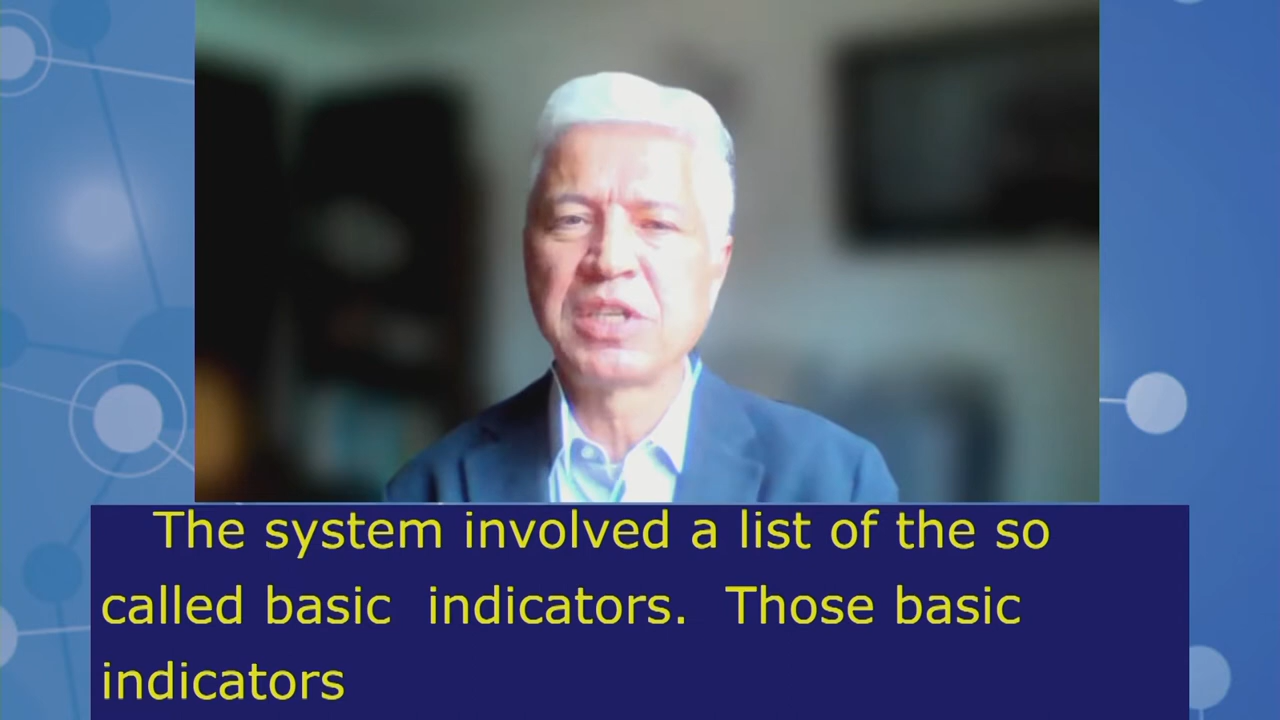 The system involved a list of the so
called basic  indicators.  Those basic
indicators